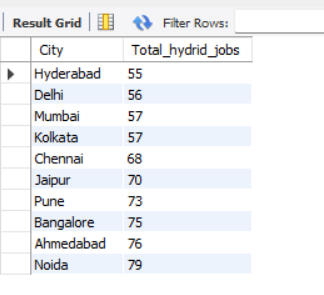 Result Grid Filter Rows:
City Total_hydrid_jobs
Hyderabad 55
Delhi 56
Mumbai 57
Kolkata 57
Chennai 68
Jaipur 70
Pune 73
Bangalore 75
Ahmedabad 76
Noida 79